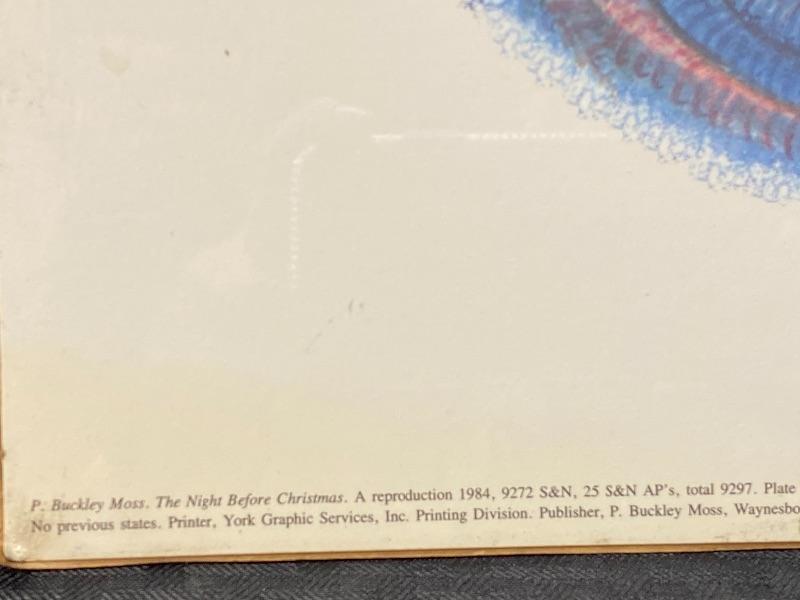 P. Buckley Moss. The Night Before Christmas. A reproduction 1984, 9272 S&N, 25 S&N AP's, total 9297. Plate
No previous states. Printer, York Graphic Services, Inc. Printing Division. Publisher, P. Buckley Moss, Waynesbo